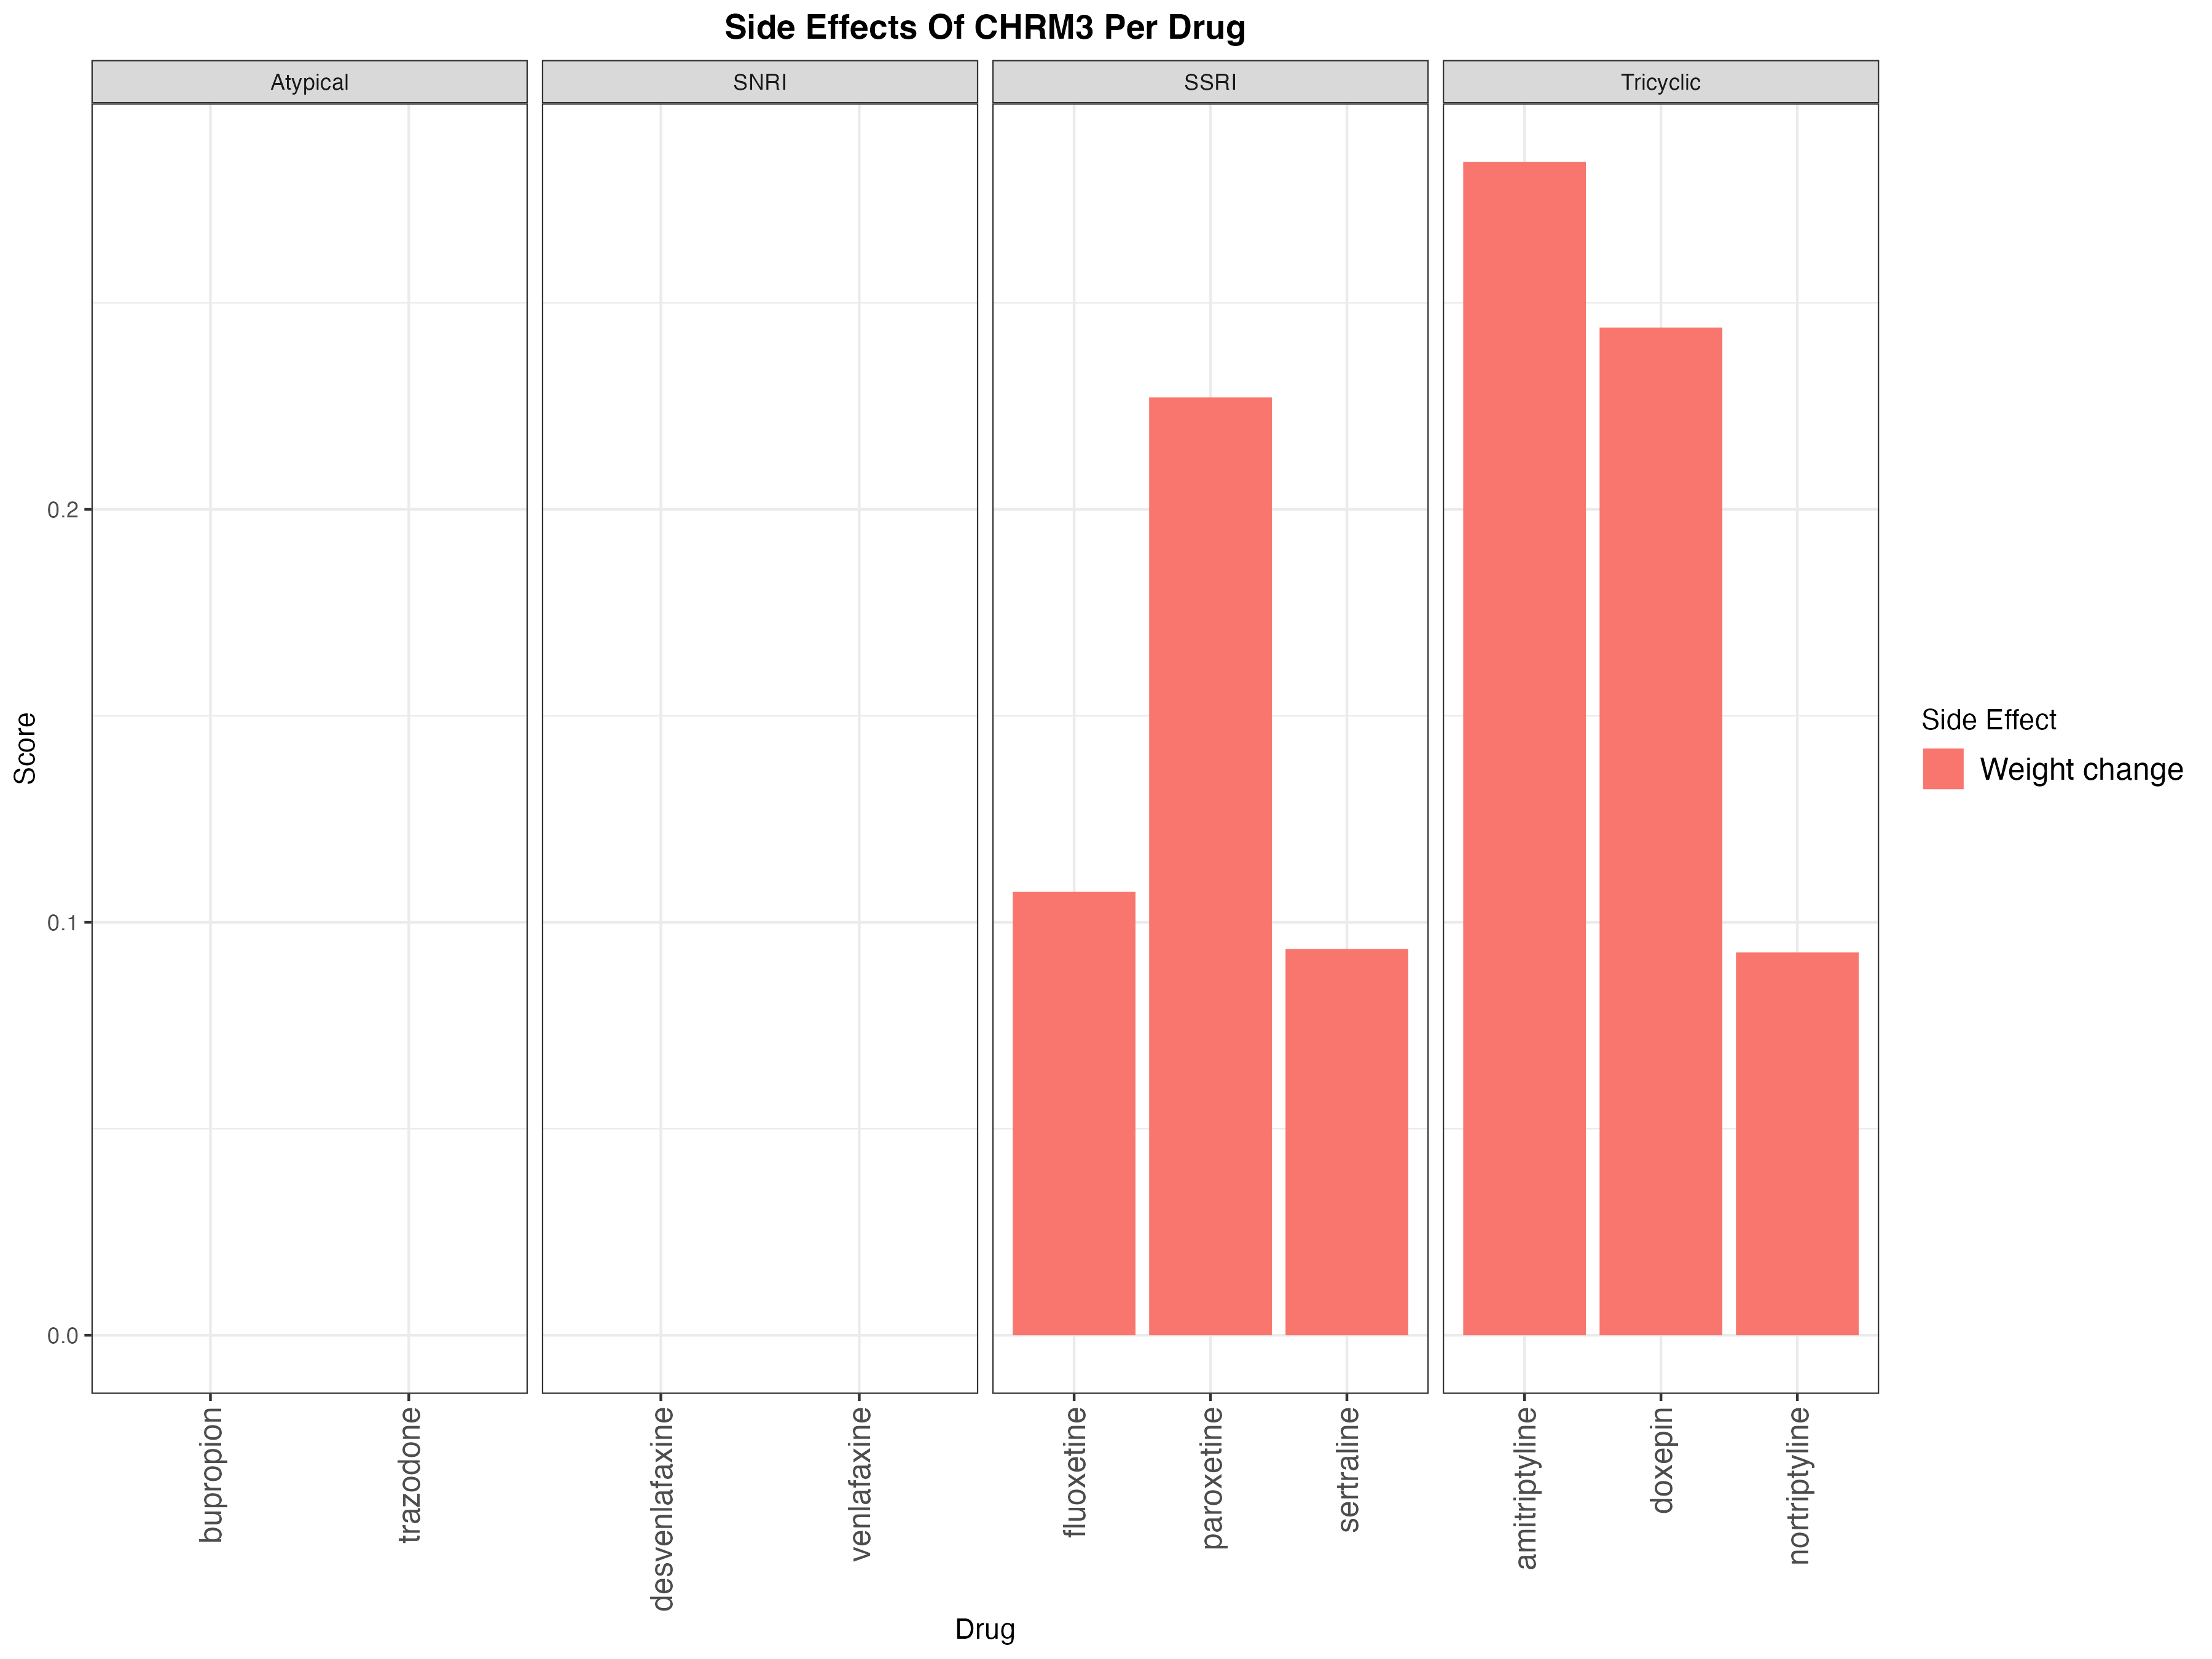 Side Effects Of CHRM3 Per Drug
Atypical
SNRI
SSRI
Tricyclic
Score
0.2
0.1
0.0
bupropion
trazodone
desvenlafaxine
venlafaxine
fluoxetine
paroxetine
sertraline
amitriptyline
doxepin
nortriptyline
Drug
Side Effect
Weight change